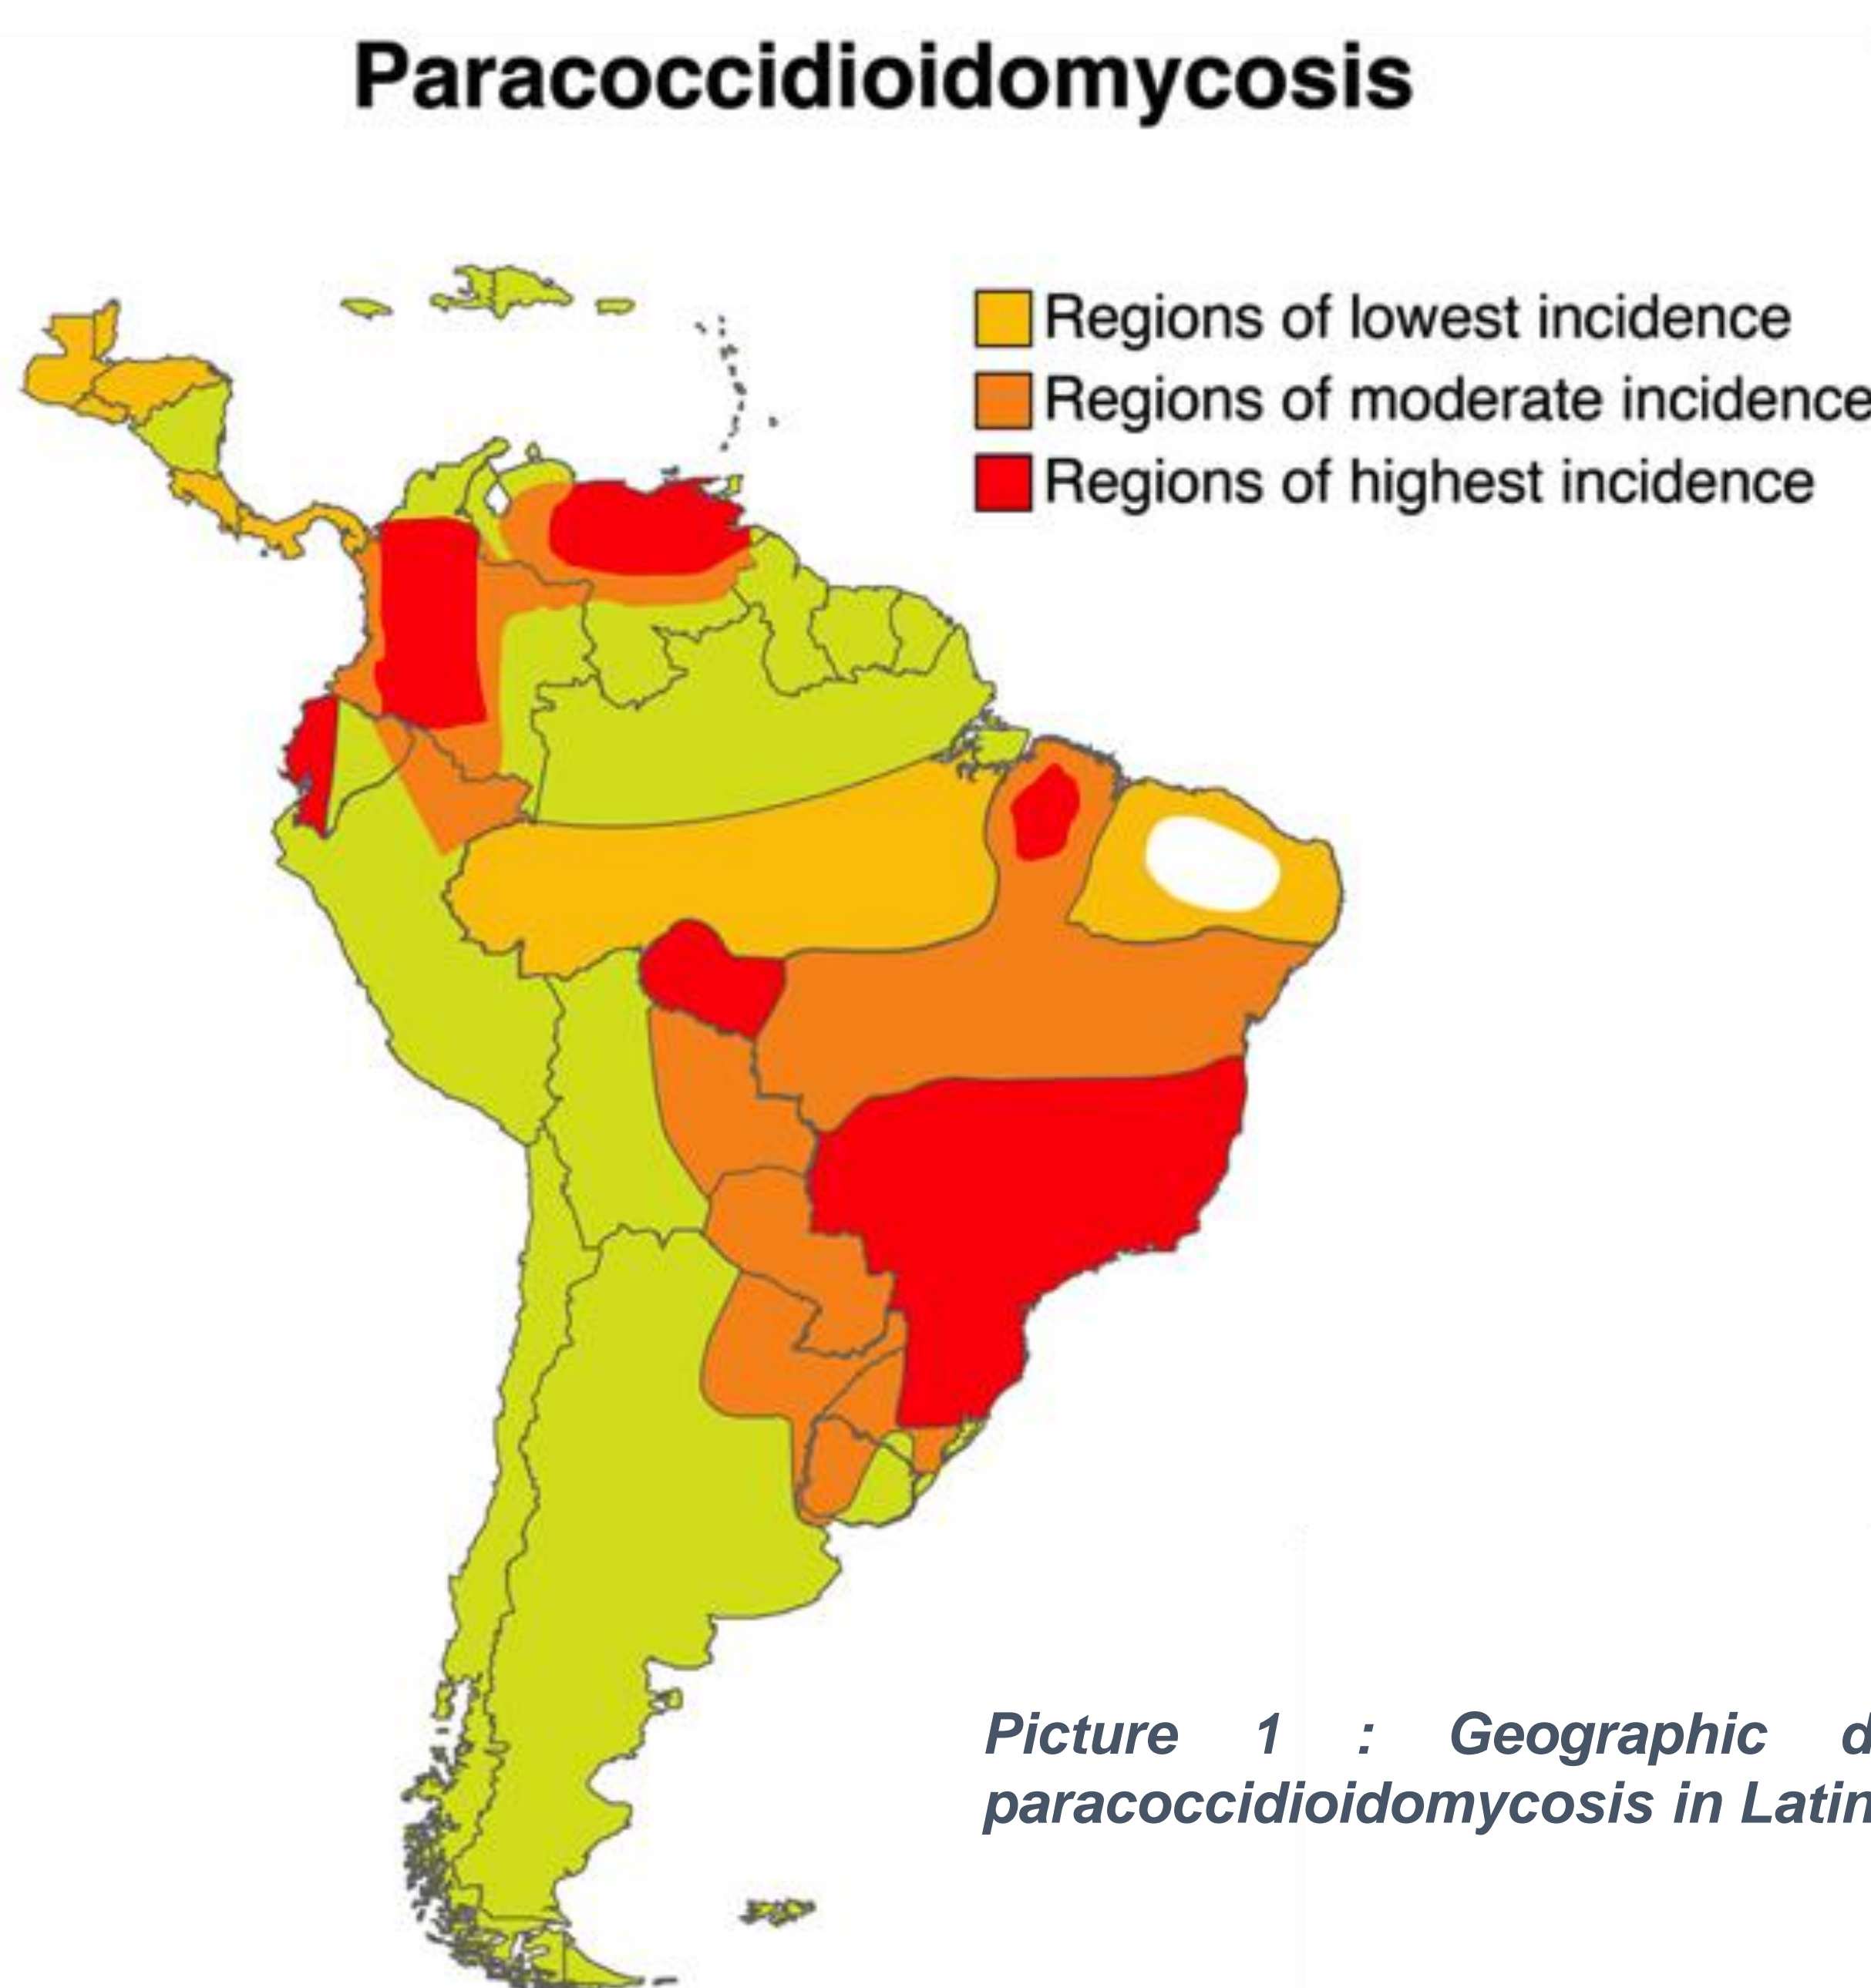 Paracoccidioidomycosis
Regions of lowest incidence
Regions of moderate incidence
Regions of highest incidence
Picture 1 : Geographic d
paracoccidioidomycosis in Latin